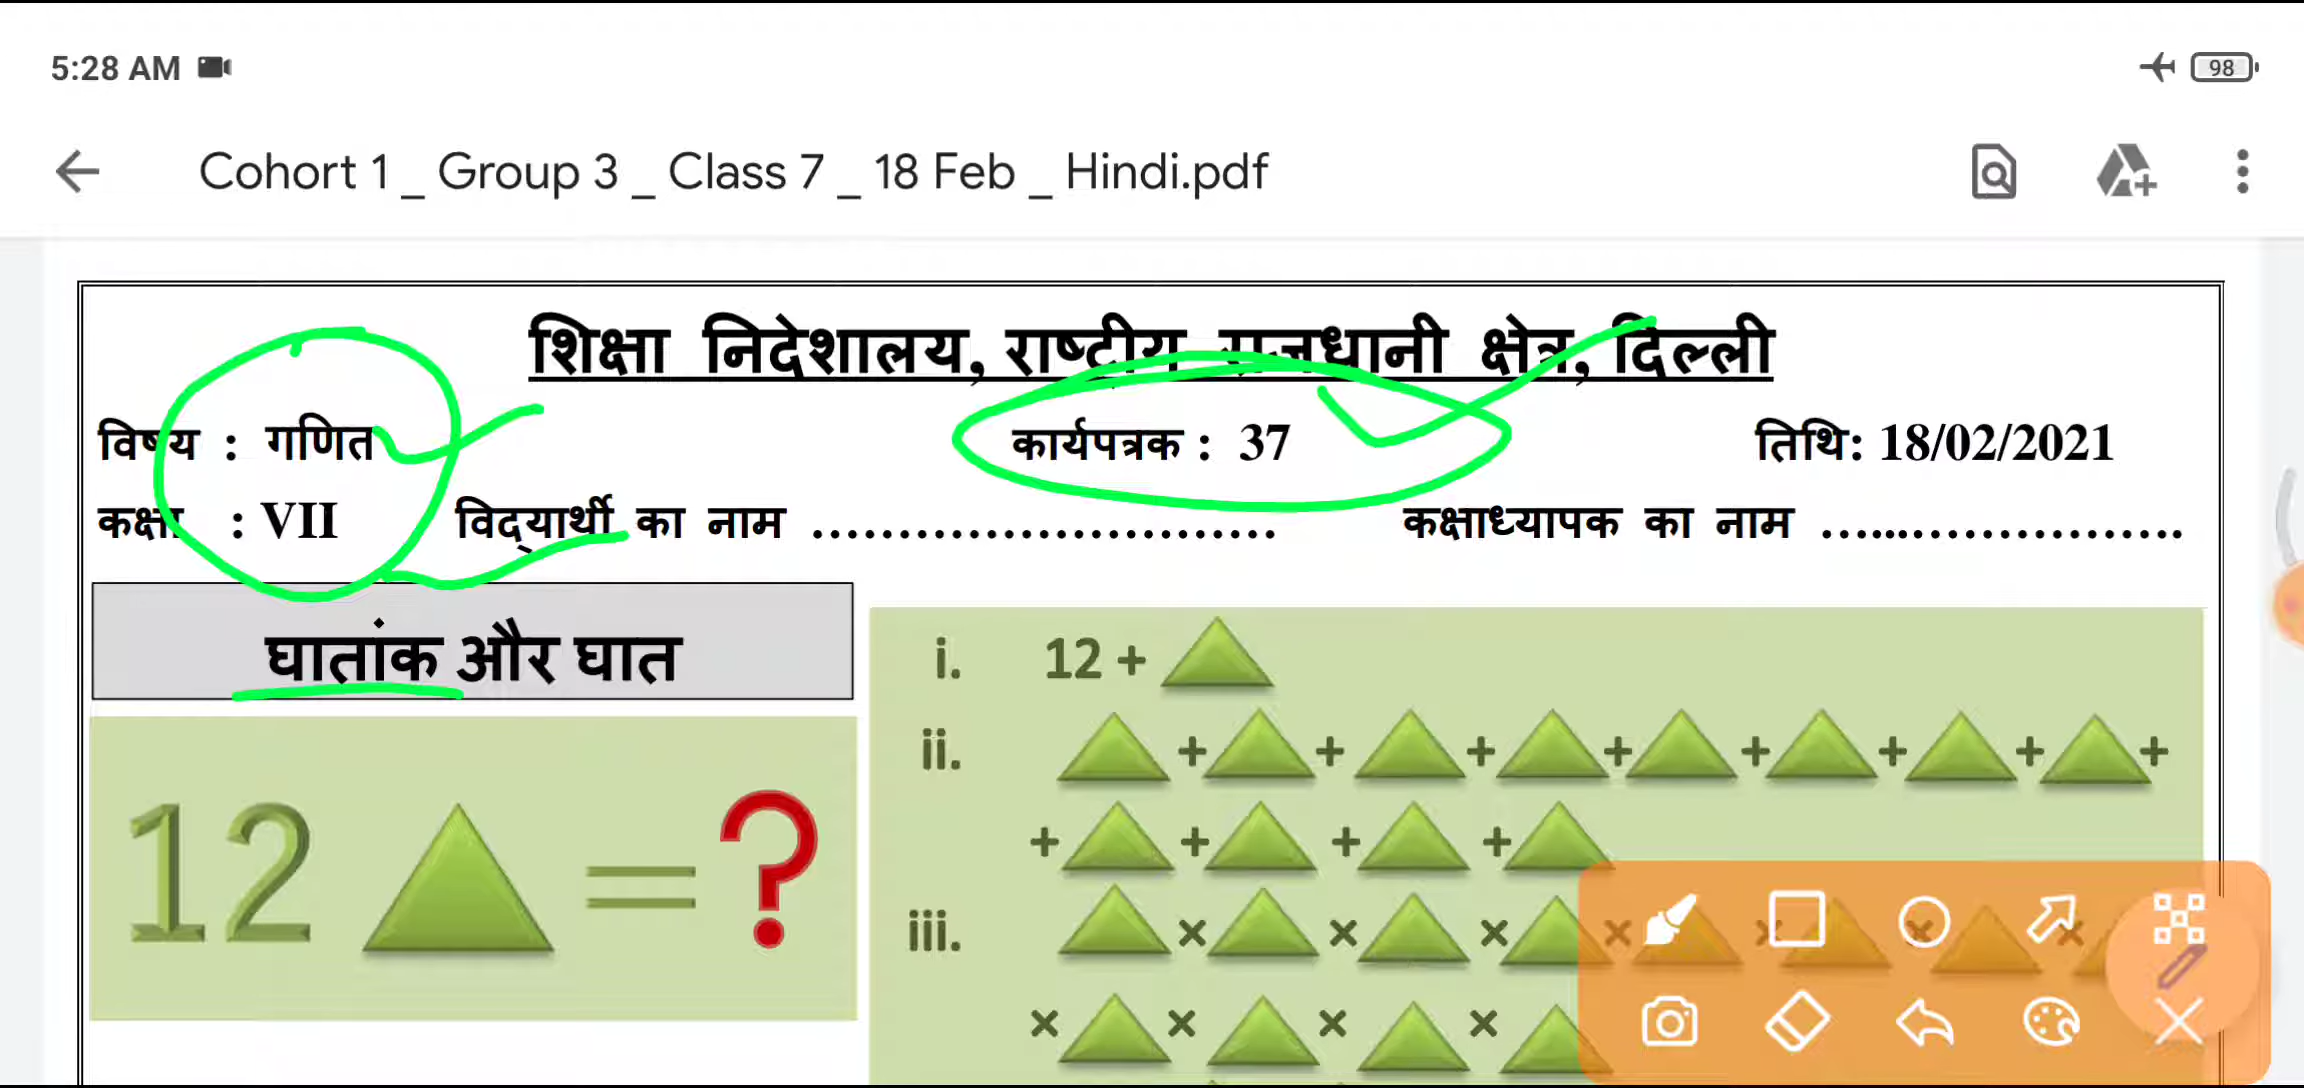 5:28 AM 98
Cohort 1 _ Group 3 _ Class 7 _ 18 Feb _ Hindi.pdf
शिक्षा निदेशालय, राष्ट्रीय राजधानी क्षेत्र, दिल्ली
विषय : गणित कार्यपत्रक : 37 तिथि: 18/02/2021
कक्षा : VII विद्यार्थी का नाम ........................... कक्षाध्यापक का नाम ....................
घातांक और घात
12 = ?
i. 12 +
ii. + + + + + + + +
+ + + +
iii. × × × × × × ×
× × × ×